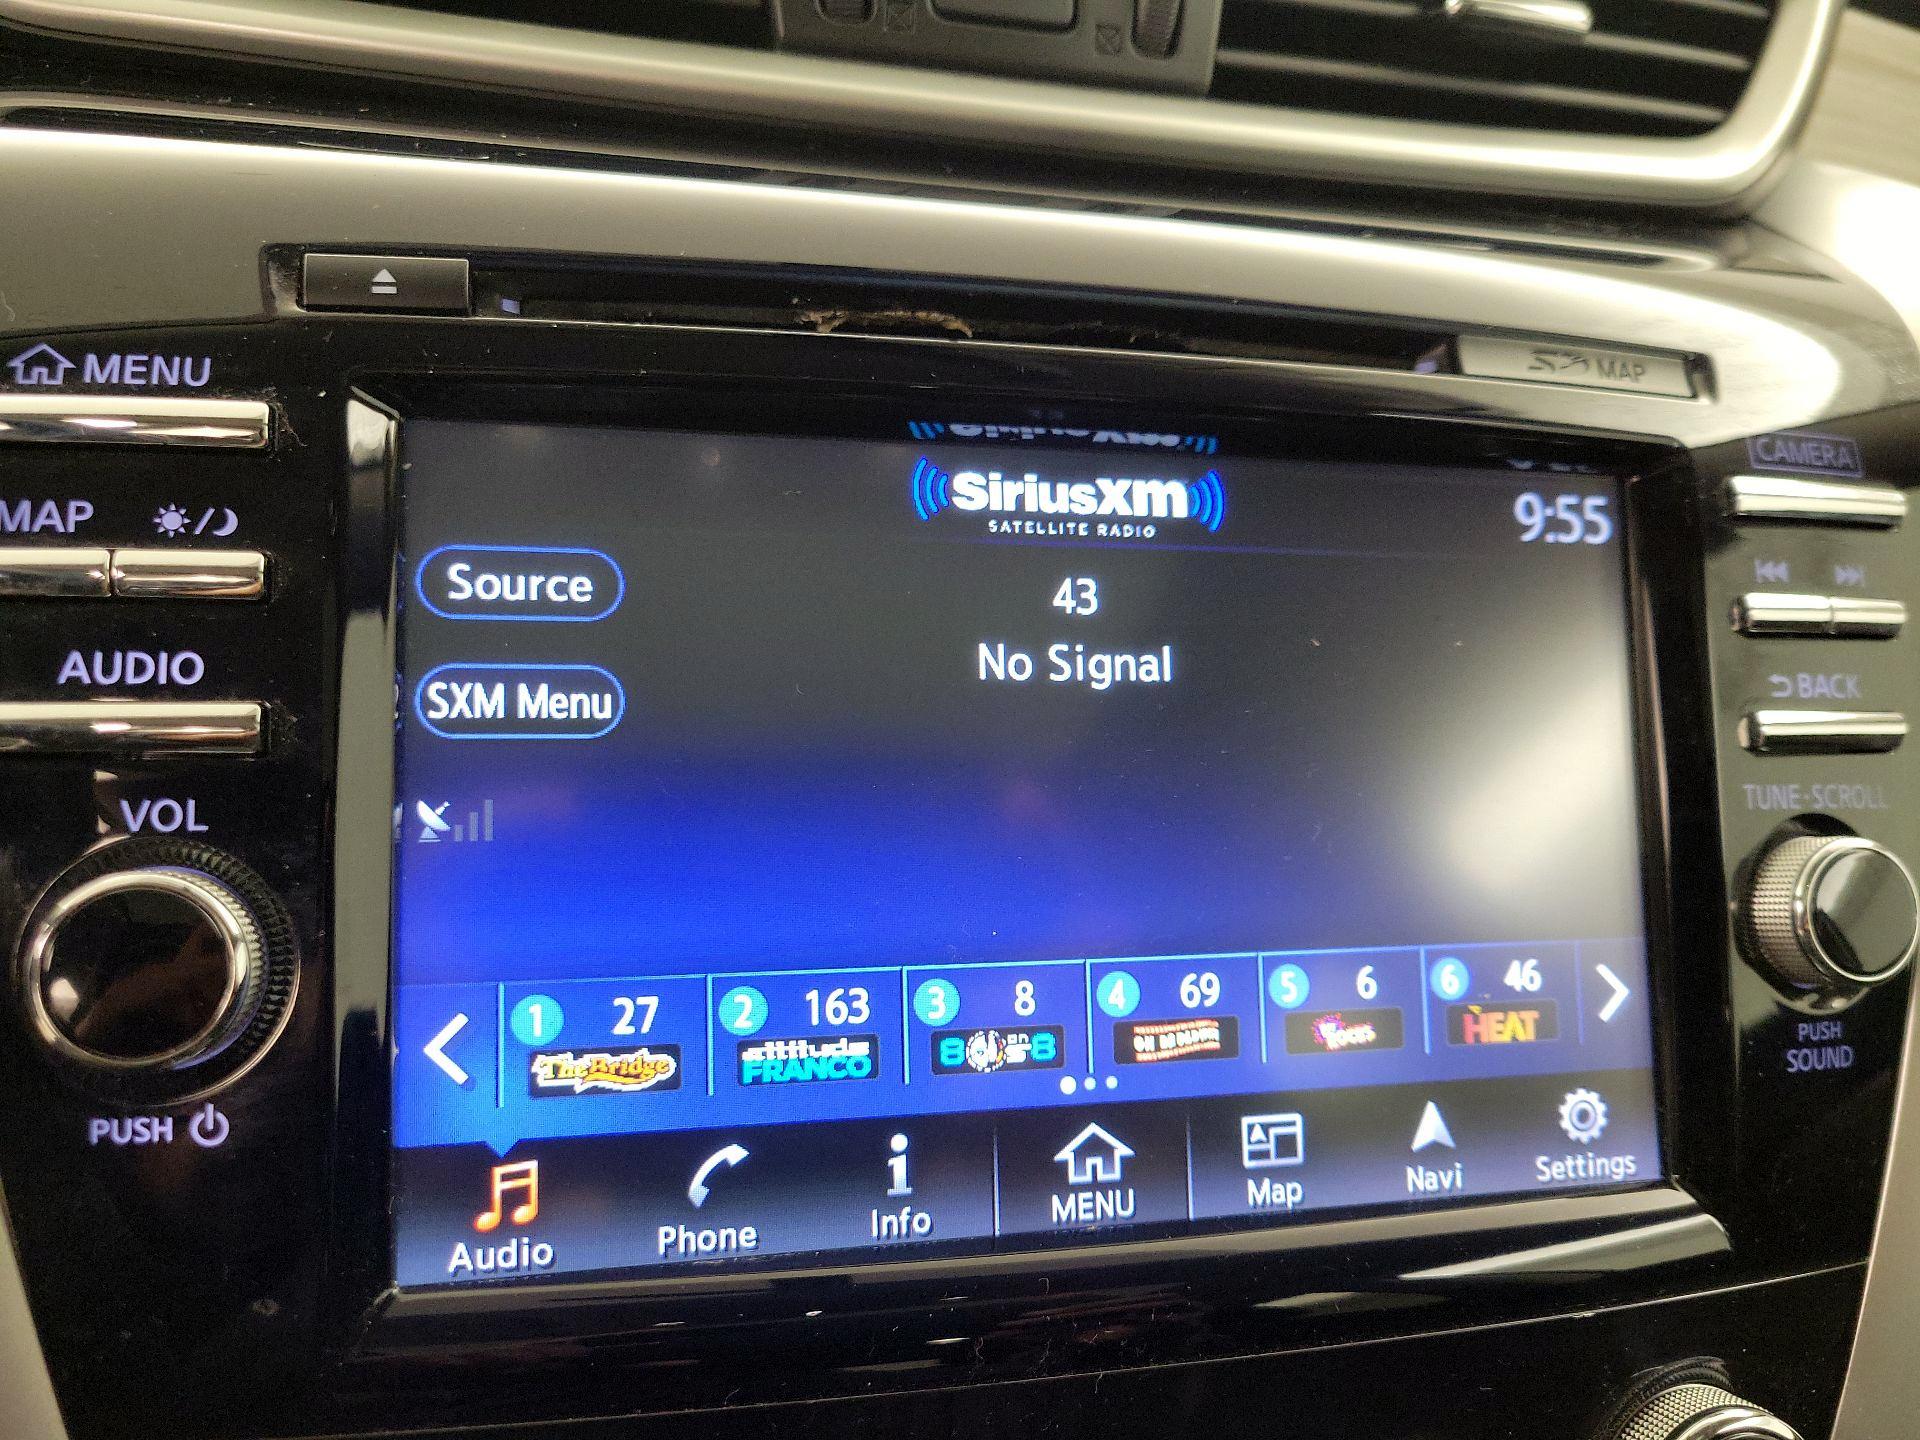 MENU
MAP
AUDIO
VOL
PUSH
MAP
SiriusXm
SATELLITE RADIO
9:55
Source
43
No Signal
SXM Menu
1 27
The Bridge
2 163
attitude
FRANCO
3 8
8 on 8
4 69
ON BROADWAY
5 6
6 46
HEAT
Audio
Phone
Info
MENU
Map
Navi
Settings
CAMERA
BACK
TUNE·SCROLL
PUSH
SOUND